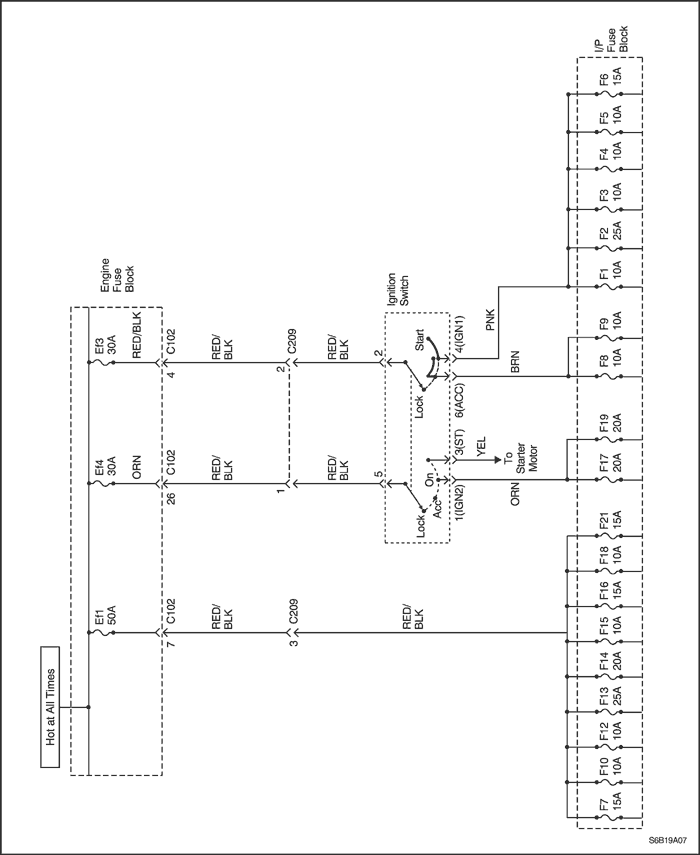 Hot at All Times
Engine
Fuse
Block
Ef1
50A
Ef4
30A
Ef3
30A
ORN
RED/BLK
7
C102
26
C102
4
C102
RED/
BLK
RED/
BLK
RED/
BLK
3
C209
1
2
C209
RED/
BLK
RED/
BLK
RED/
BLK
5
2
Ignition
Switch
Lock
Acc
On
Lock
Start
1(IGN2)
3(ST)
6(ACC)
4(IGN1)
ORN
YEL
To
Starter
Motor
BRN
PNK
I/P
Fuse
Block
F7
15A
F10
10A
F12
10A
F13
25A
F14
20A
F15
10A
F16
15A
F18
10A
F21
15A
F17
20A
F19
20A
F8
10A
F9
10A
F1
10A
F2
25A
F3
10A
F4
10A
F5
10A
F6
15A
S6B19A07